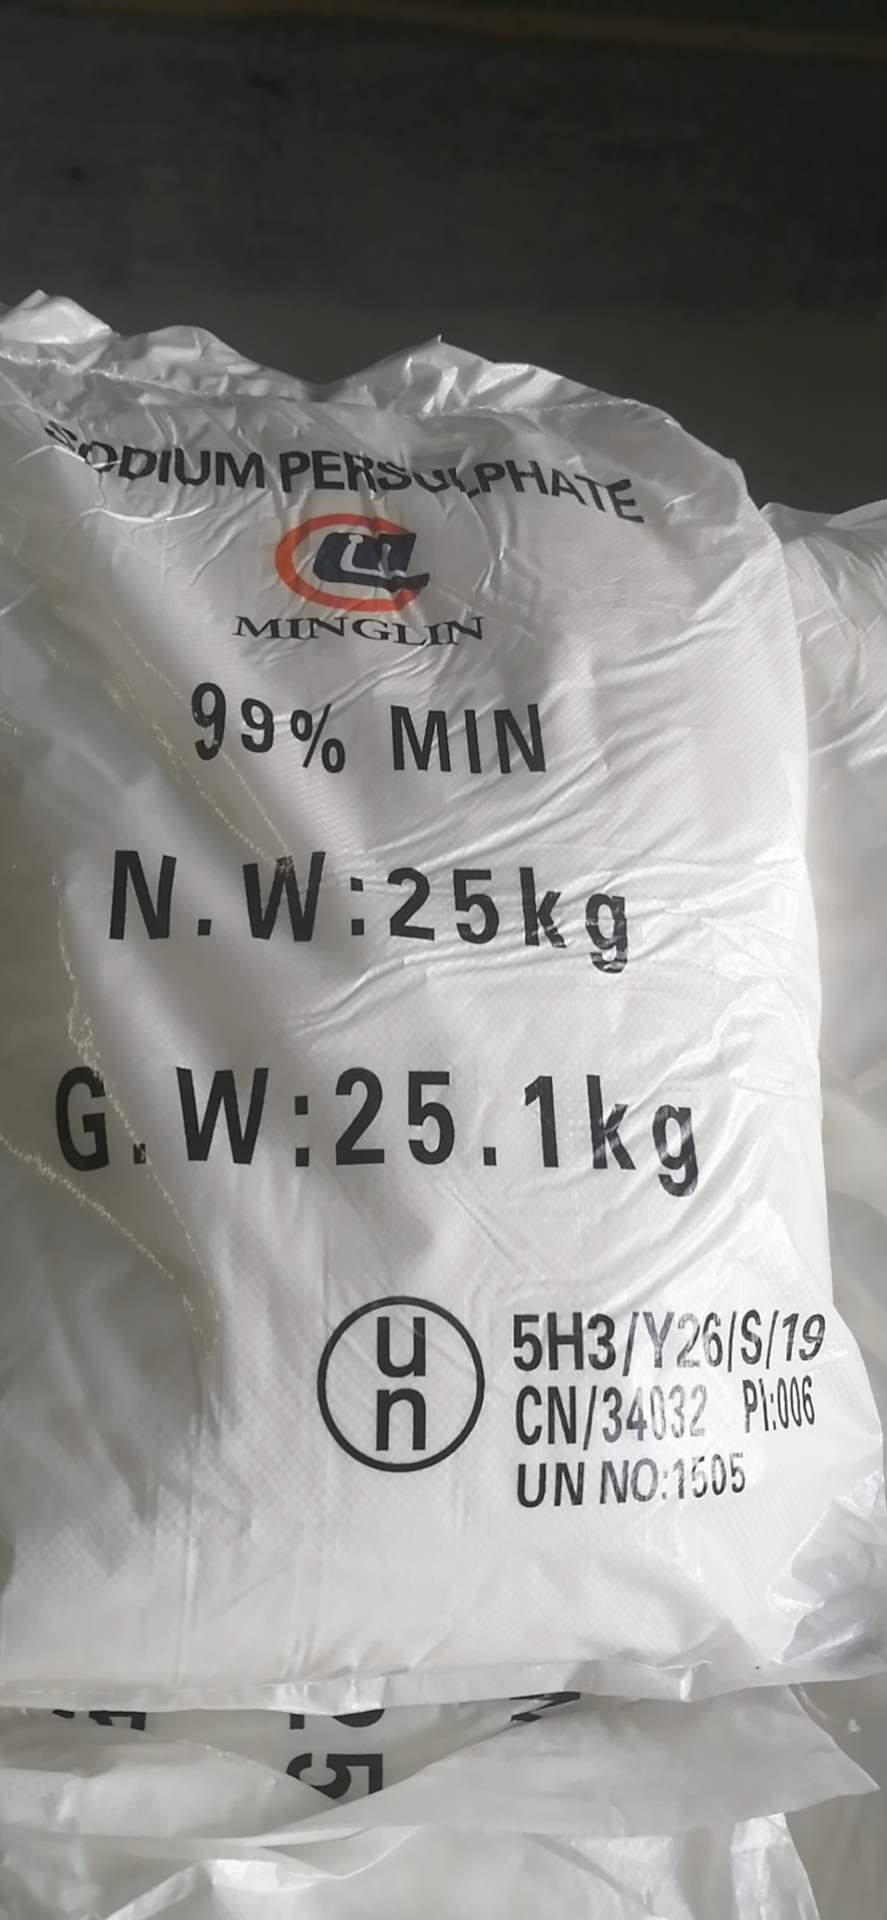 SODIUM PERSULPHATE
MINGLIN
99% MIN
N.W:25kg
G.W:25.1kg
un
5H3/Y26/S/19
CN/34032 PI:006
UN NO:1505
25